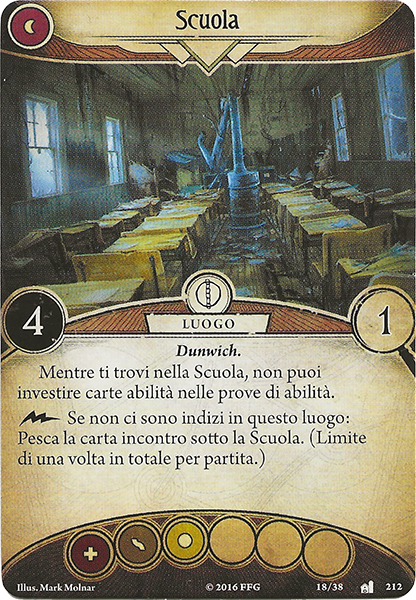 Scuola
4
LUOGO
1
Dunwich.
Mentre ti trovi nella Scuola, non puoi
investire carte abilità nelle prove di abilità.
Se non ci sono indizi in questo luogo:
Pesca la carta incontro sotto la Scuola. (Limite
di una volta in totale per partita.)
Illus. Mark Molnar © 2016 FFG 18/38 212